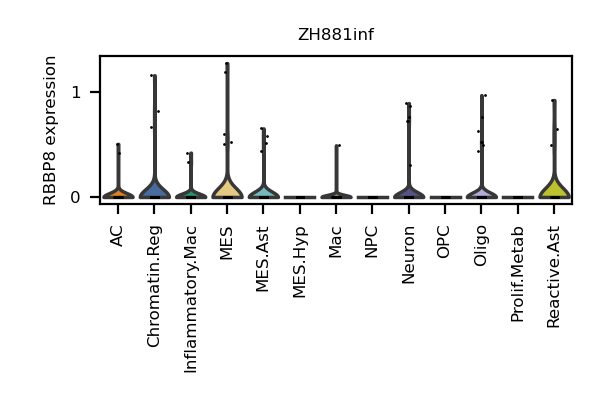 ZH881inf
RBBP8 expression
1
0
AC
Chromatin.Reg
Inflammatory.Mac
MES
MES.Ast
MES.Hyp
Mac
NPC
Neuron
OPC
Oligo
Prolif.Metab
Reactive.Ast